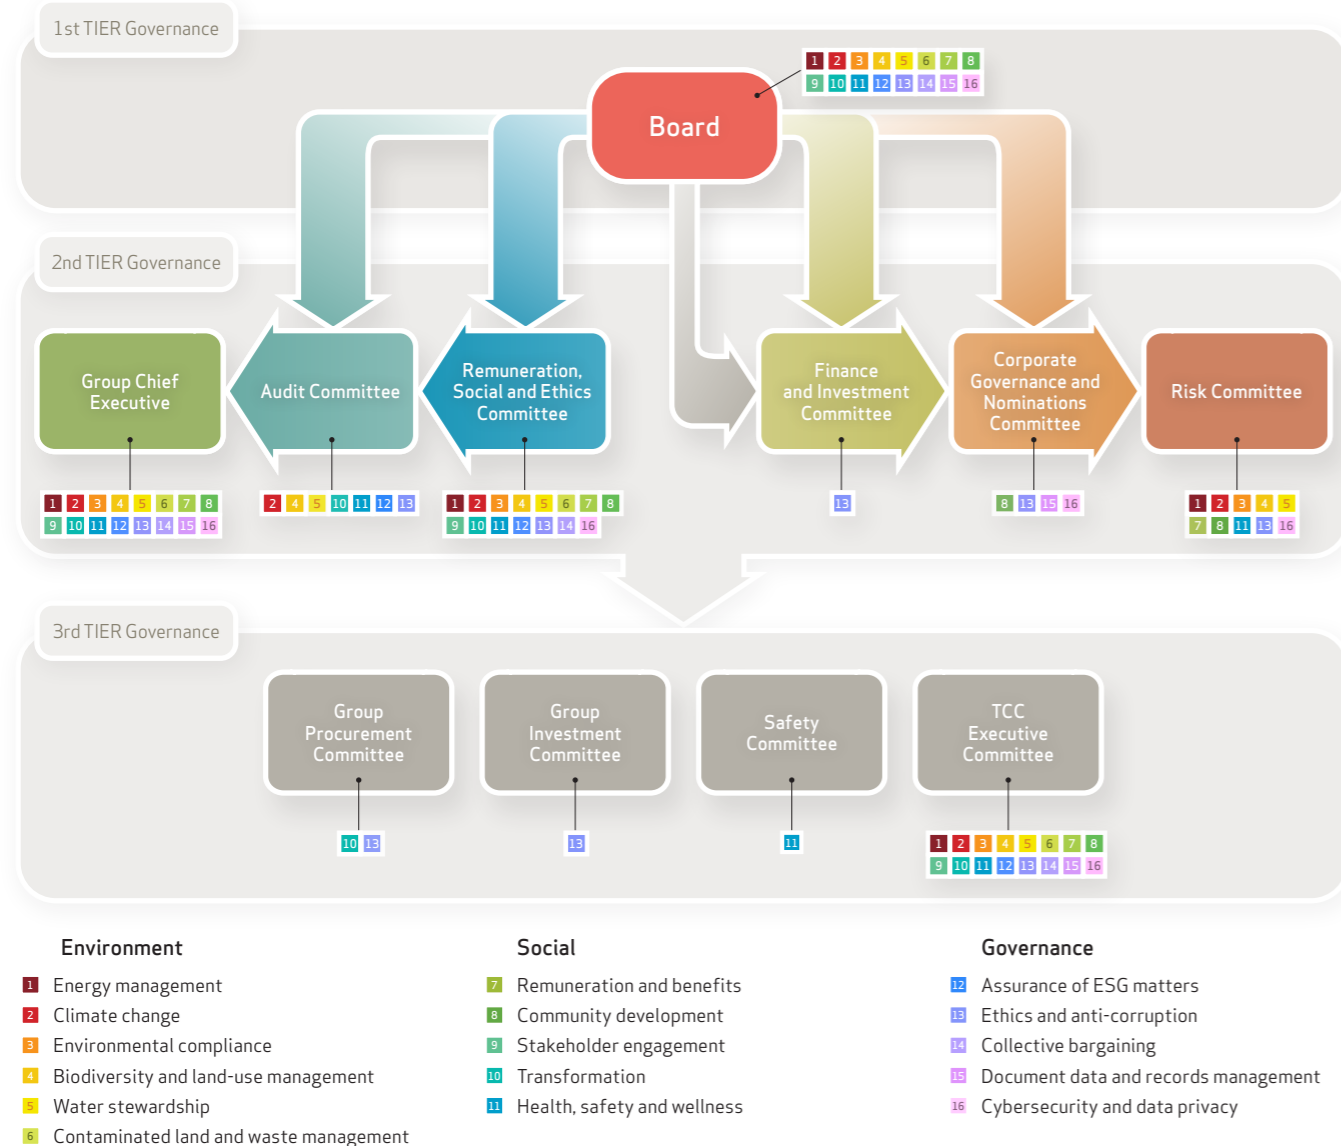 1st TIER Governance
1 2 3 4 5 6 7 8
9 10 11 12 13 14 15 16
Board
2nd TIER Governance
Group Chief
Executive
Audit Committee
Remuneration,
Social and Ethics
Committee
Finance
and Investment
Committee
Corporate
Governance and
Nominations
Committee
Risk Committee
1 2 3 4 5 6 7 8
9 10 11 12 13 14 15 16
2 4 5 10 11 12 13
1 2 3 4 5 6 7 8
9 10 11 12 13 14 16
13
8 13 15 16
1 2 3 4 5
7 8 11 13 16
3rd TIER Governance
Group
Procurement
Committee
Group
Investment
Committee
Safety
Committee
TCC
Executive
Committee
10 13
13
11
1 2 3 4 5 6 7 8
9 10 11 12 13 14 15 16
Environment
1 Energy management
2 Climate change
3 Environmental compliance
4 Biodiversity and land-use management
5 Water stewardship
6 Contaminated land and waste management
Social
7 Remuneration and benefits
8 Community development
9 Stakeholder engagement
10 Transformation
11 Health, safety and wellness
Governance
12 Assurance of ESG matters
13 Ethics and anti-corruption
14 Collective bargaining
15 Document data and records management
16 Cybersecurity and data privacy